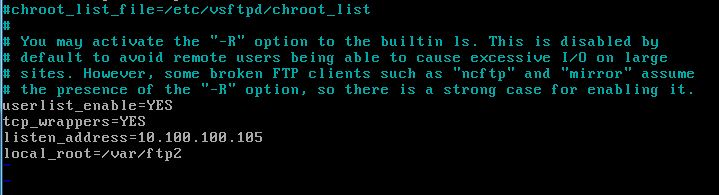 #chroot_list_file=/etc/vsftpd/chroot_list
#
# You may activate the "-R" option to the builtin ls. This is disabled by
# default to avoid remote users being able to cause excessive I/O on large
# sites. However, some broken FTP clients such as "ncftp" and "mirror" assume
# the presence of the "-R" option, so there is a strong case for enabling it.
userlist_enable=YES
tcp_wrappers=YES
listen_address=10.100.100.105
local_root=/var/ftp2
~
~